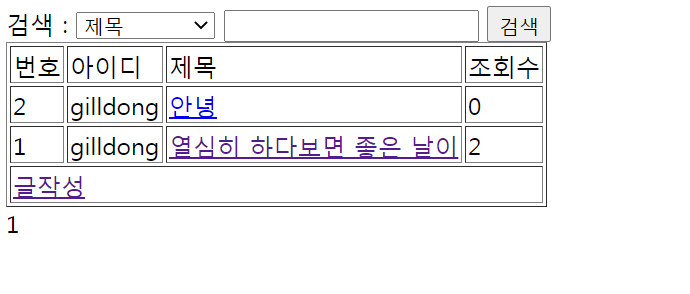 검색 : 제목 검색
번호 아이디 제목 조회수
2 gilldong 안녕 0
1 gilldong 열심히 하다보면 좋은 날이 2
글작성
1